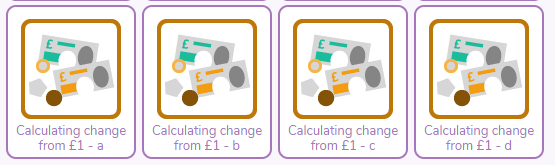 Calculating change
from £1 - a
Calculating change
from £1 - b
Calculating change
from £1 - c
Calculating change
from £1 - d